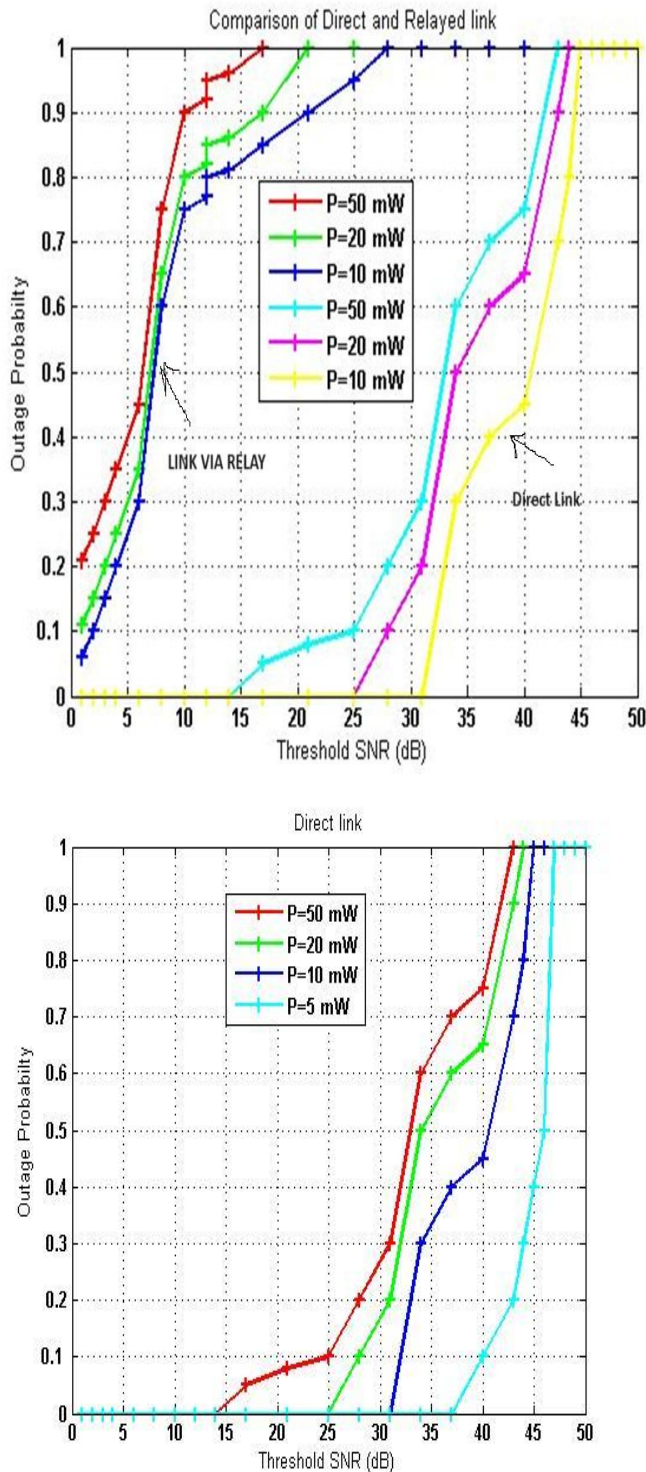 Comparison of Direct and Relayed link
Outage Probabilty
1
0.9
0.8
0.7
0.6
0.5
0.4
0.3
0.2
0.1
0
P=50 mW
P=20 mW
P=10 mW
P=50 mW
P=20 mW
P=10 mW
LINK VIA RELAY
Direct Link
0 5 10 15 20 25 30 35 40 45 50
Threshold SNR (dB)
Direct link
Outage Probabilty
1
0.9
0.8
0.7
0.6
0.5
0.4
0.3
0.2
0.1
0
P=50 mW
P=20 mW
P=10 mW
P=5 mW
0 5 10 15 20 25 30 35 40 45 50
Threshold SNR (dB)